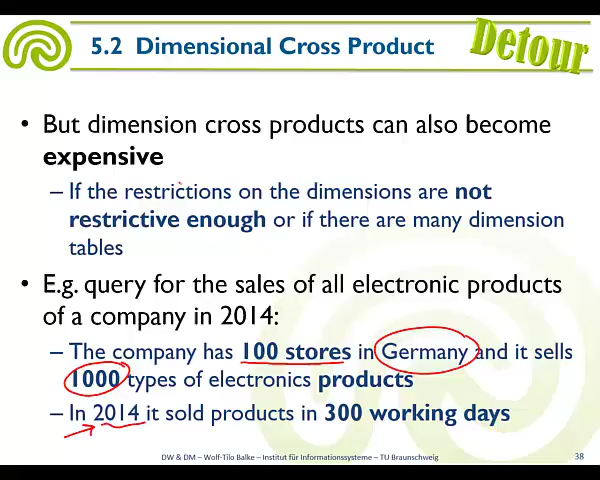 5.2 Dimensional Cross Product
Detour
• But dimension cross products can also become
expensive
– If the restrictions on the dimensions are not
restrictive enough or if there are many dimension
tables
• E.g. query for the sales of all electronic products
of a company in 2014:
– The company has 100 stores in Germany and it sells
1000 types of electronics products
– In 2014 it sold products in 300 working days
DW & DM – Wolf-Tilo Balke – Institut für Informationssysteme – TU Braunschweig
38